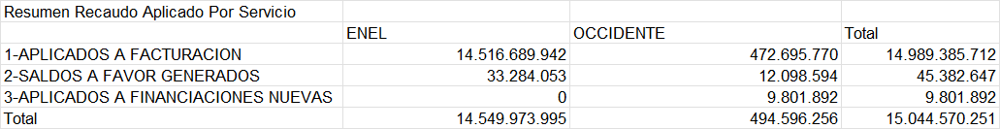 Resumen Recaudo Aplicado Por Servicio
ENEL OCCIDENTE Total
1-APLICADOS A FACTURACION 14.516.689.942 472.695.770 14.989.385.712
2-SALDOS A FAVOR GENERADOS 33.284.053 12.098.594 45.382.647
3-APLICADOS A FINANCIACIONES NUEVAS 0 9.801.892 9.801.892
Total 14.549.973.995 494.596.256 15.044.570.251